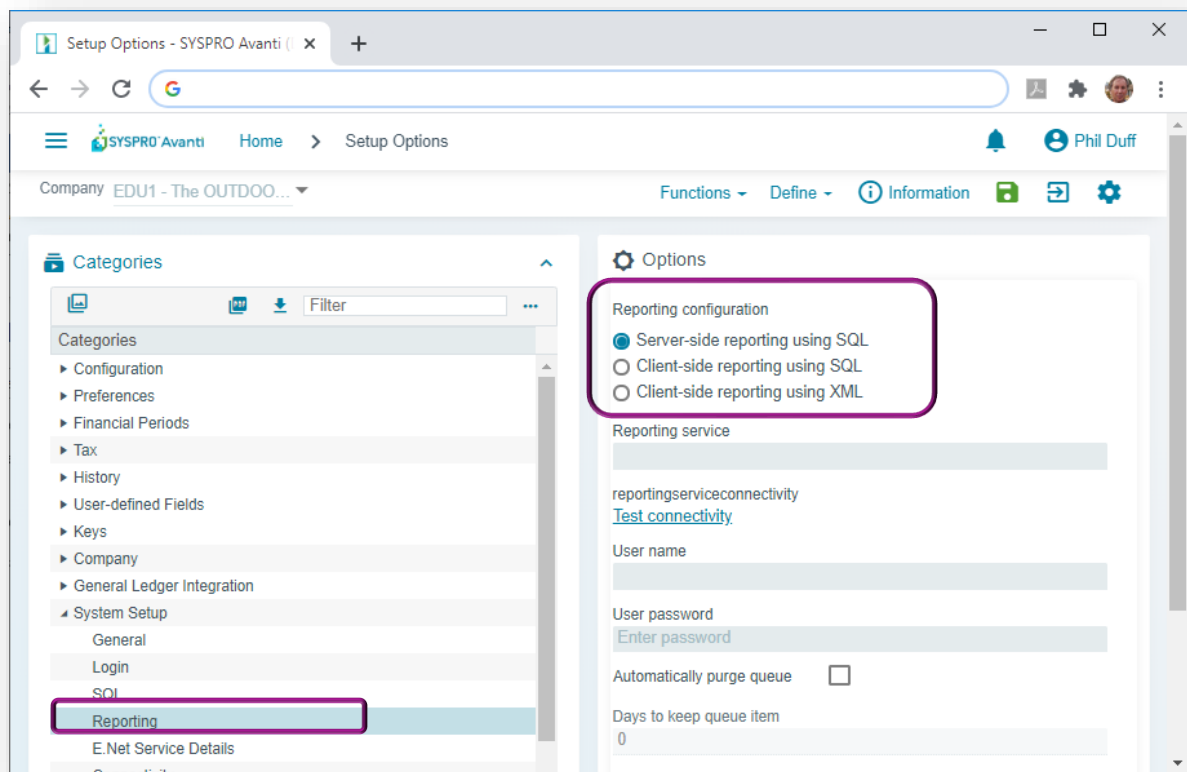 Setup Options - SYSPRO Avanti (
SYSPRO Avanti Home > Setup Options Phil Duff
Company EDU1 - The OUTDOO...
Functions Define Information
Categories
Filter
Categories
Configuration
Preferences
Financial Periods
Tax
History
User-defined Fields
Keys
Company
General Ledger Integration
System Setup
General
Login
SQL
Reporting
E.Net Service Details
Options
Reporting configuration
Server-side reporting using SQL
Client-side reporting using SQL
Client-side reporting using XML
Reporting service
reportingserviceconnectivity
Test connectivity
User name
User password
Enter password
Automatically purge queue
Days to keep queue item
0